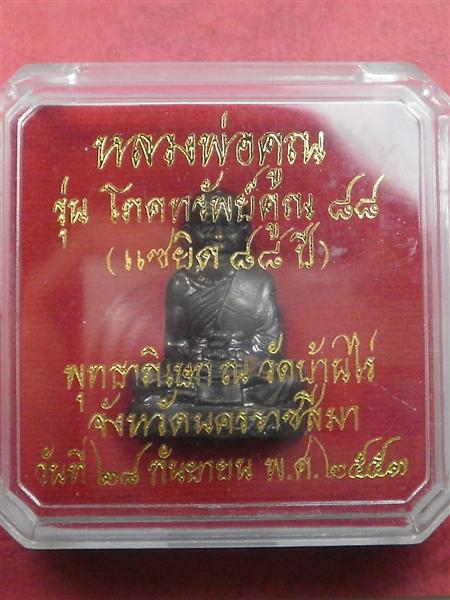 หลวงพ่อคูณ
รุ่น โภคทรัพย์คูณ ๘๘
(แซยิด ๘๘ ปี)
พุทธาภิเษก ณ วัดบ้านไร่
จังหวัดนครราชสีมา
วันที่ ๒๘ กันยายน พ.ศ.๒๕๕๓